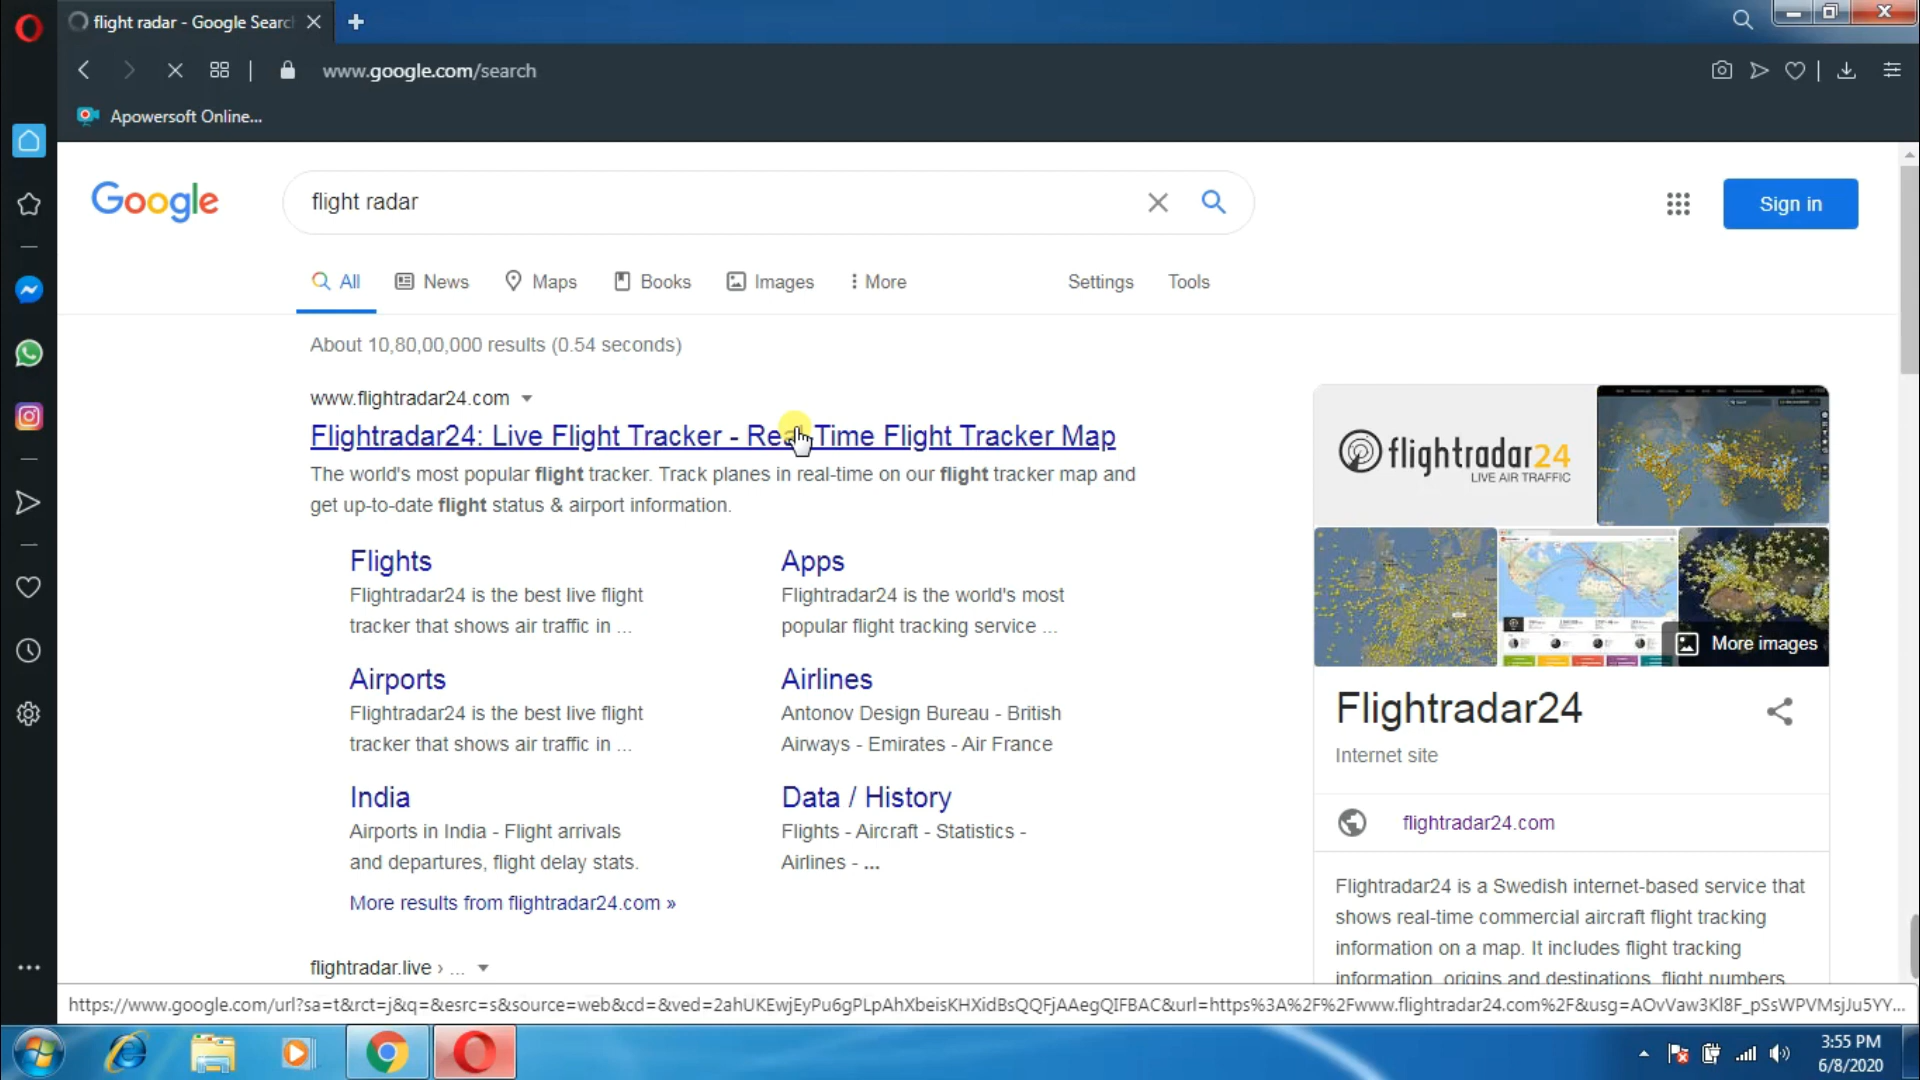 flight radar - Google Searc
www.google.com/search
Apowersoft Online...
Google
flight radar
Sign in
All
News
Maps
Books
Images
More
Settings
Tools
About 10,80,00,000 results (0.54 seconds)
www.flightradar24.com
Flightradar24: Live Flight Tracker - Real-Time Flight Tracker Map
The world's most popular flight tracker. Track planes in real-time on our flight tracker map and
get up-to-date flight status & airport information.
Flights
Flightradar24 is the best live flight
tracker that shows air traffic in ...
Apps
Flightradar24 is the world's most
popular flight tracking service ...
Airports
Flightradar24 is the best live flight
tracker that shows air traffic in ...
Airlines
Antonov Design Bureau - British
Airways - Emirates - Air France
India
Airports in India - Flight arrivals
and departures, flight delay stats.
Data / History
Flights - Aircraft - Statistics -
Airlines - ...
More results from flightradar24.com »
flightradar.live › ...
flightradar24
LIVE AIR TRAFFIC
More images
Flightradar24
Internet site
flightradar24.com
Flightradar24 is a Swedish internet-based service that
shows real-time commercial aircraft flight tracking
information on a map. It includes flight tracking
information, origins and destinations, flight numbers,
https://www.google.com/url?sa=t&rct=j&q=&esrc=s&source=web&cd=&ved=2ahUKEwjEyPu6gPLpAhXbeisKHXidBsQQFjAAegQIFBAC&url=https%3A%2F%2Fwww.flightradar24.com%2F&usg=AOvVaw3Kl8F_pSsWPVMsjJu5YY...
3:55 PM
6/8/2020